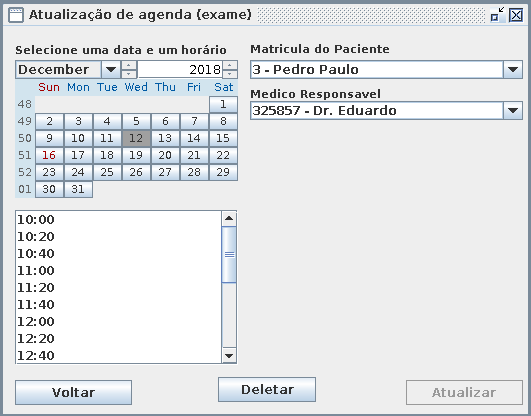 Atualização de agenda (exame)
Selecione uma data e um horário
December 2018
Sun Mon Tue Wed Thu Fri Sat
48 1
49 2 3 4 5 6 7 8
50 9 10 11 12 13 14 15
51 16 17 18 19 20 21 22
52 23 24 25 26 27 28 29
01 30 31
10:00
10:20
10:40
11:00
11:20
11:40
12:00
12:20
12:40
Matricula do Paciente
3 - Pedro Paulo
Medico Responsavel
325857 - Dr. Eduardo
Voltar
Deletar
Atualizar